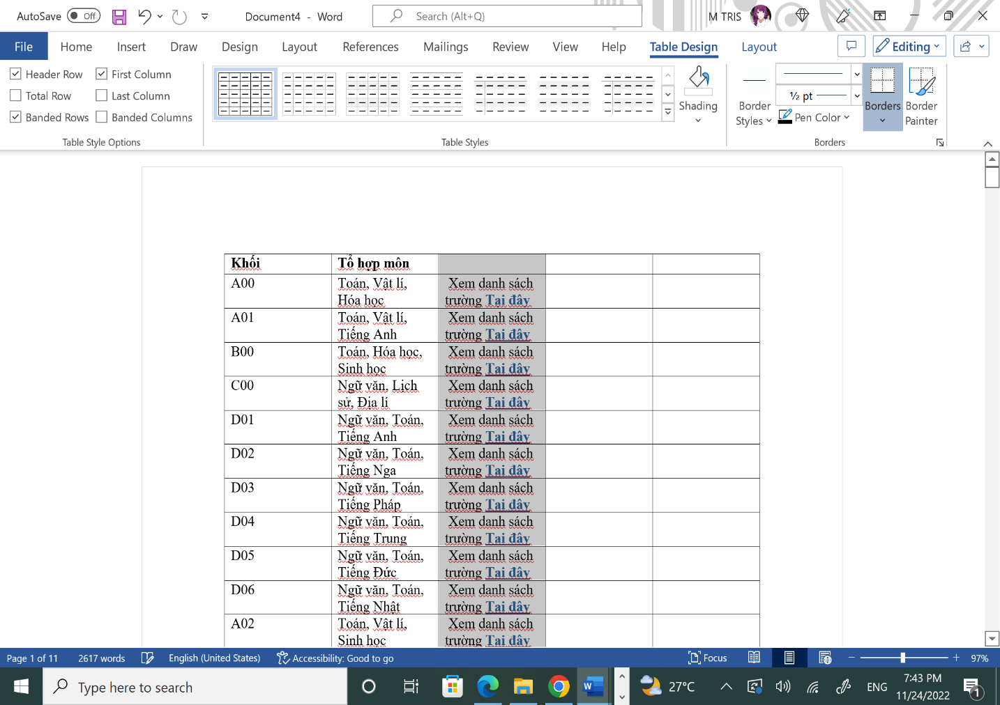 AutoSave Off Document4 - Word Search (Alt+Q) M TRIS
File Home Insert Draw Design Layout References Mailings Review View Help Table Design Layout Editing
Header Row First Column
Total Row Last Column
Banded Rows Banded Columns
Table Style Options
Table Styles
Shading
Border
Styles
½ pt
Pen Color
Borders
Border
Painter
Borders
Khối Tổ hợp môn
A00 Toán, Vật lí, Xem danh sách
Hóa học trường Tại đây
A01 Toán, Vật lí, Xem danh sách
Tiếng Anh trường Tại đây
B00 Toán, Hóa học, Xem danh sách
Sinh học trường Tại đây
C00 Ngữ văn, Lịch Xem danh sách
sử, Địa lí trường Tại đây
D01 Ngữ văn, Toán, Xem danh sách
Tiếng Anh trường Tại đây
D02 Ngữ văn, Toán, Xem danh sách
Tiếng Nga trường Tại đây
D03 Ngữ văn, Toán, Xem danh sách
Tiếng Pháp trường Tại đây
D04 Ngữ văn, Toán, Xem danh sách
Tiếng Trung trường Tại đây
D05 Ngữ văn, Toán, Xem danh sách
Tiếng Đức trường Tại đây
D06 Ngữ văn, Toán, Xem danh sách
Tiếng Nhật trường Tại đây
A02 Toán, Vật lí, Xem danh sách
Sinh học trường Tại đây
Page 1 of 11 2617 words English (United States) Accessibility: Good to go Focus 97%
Type here to search 27°C ENG 7:43 PM
11/24/2022 1